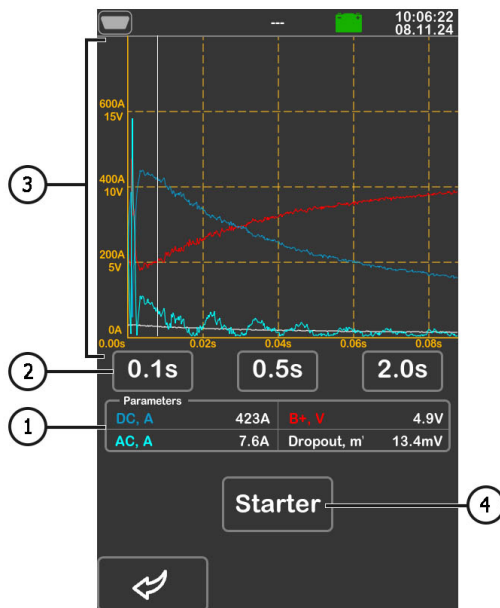 --- 10:06:22
08.11.24
600A
15V
3
400A
10V
200A
5V
0A
0.00s 0.02s 0.04s 0.06s 0.08s
2 0.1s 0.5s 2.0s
Parameters
1 DC, A 423A B+, V 4.9V
AC, A 7.6A Dropout, m' 13.4mV
Starter 4